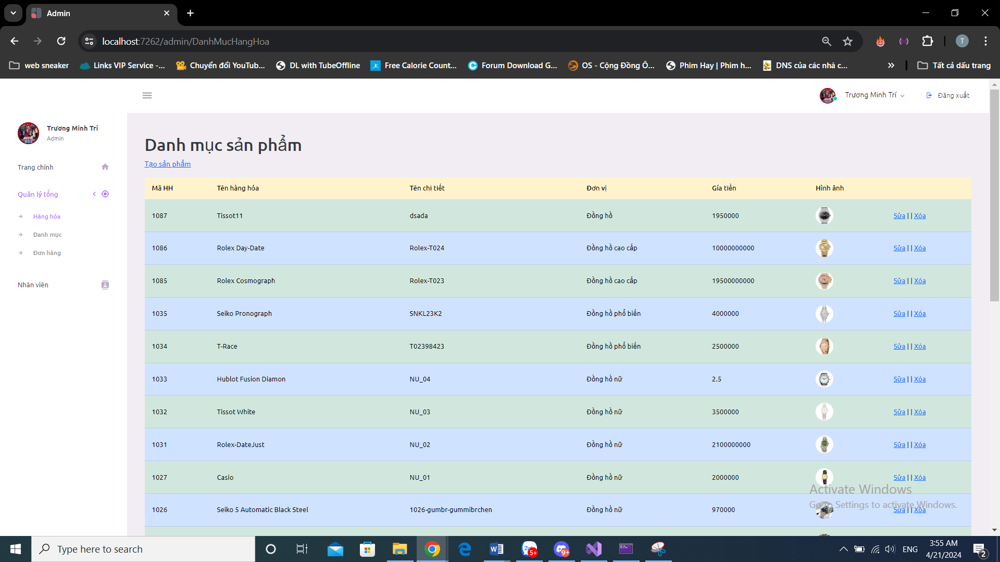 Admin
localhost:7262/admin/DanhMucHangHoa
T
web sneaker
Links VIP Service -...
Chuyển đổi YouTub...
DL with TubeOffline
Free Calorie Count...
Forum Download G...
OS - Cộng Đồng Ô...
Phim Hay | Phim h...
DNS của các nhà c...
Tất cả dấu trang
Trương Minh Trí
Đăng xuất
Trương Minh Trí
Admin
Trang chính
Quản lý tổng
Hàng hóa
Danh mục
Đơn hàng
Nhân viên
Danh mục sản phẩm
Tạo sản phẩm
Mã HH Tên hàng hóa Tên chi tiết Đơn vị Gía tiền Hình ảnh
1087 Tissot11 dsada Đồng hồ 1950000 Sửa | | Xóa
1086 Rolex Day-Date Rolex-T024 Đồng hồ cao cấp 10000000000 Sửa | | Xóa
1085 Rolex Cosmograph Rolex-T023 Đồng hồ cao cấp 19500000000 Sửa | | Xóa
1035 Seiko Pronograph SNKL23K2 Đồng hồ phổ biến 4000000 Sửa | | Xóa
1034 T-Race T02398423 Đồng hồ phổ biến 2500000 Sửa | | Xóa
1033 Hublot Fusion Diamon NU_04 Đồng hồ nữ 2.5 Sửa | | Xóa
1032 Tissot White NU_03 Đồng hồ nữ 3500000 Sửa | | Xóa
1031 Rolex-DateJust NU_02 Đồng hồ nữ 2100000000 Sửa | | Xóa
1027 Casio NU_01 Đồng hồ nữ 2000000 Sửa | | Xóa
1026 Seiko 5 Automatic Black Steel 1026-gumbr-gummibrchen Đồng hồ nữ 970000 Sửa | | Xóa
Activate Windows
Go to Settings to activate Windows.
Type here to search
5+
9+
ENG
3:55 AM
4/21/2024
2